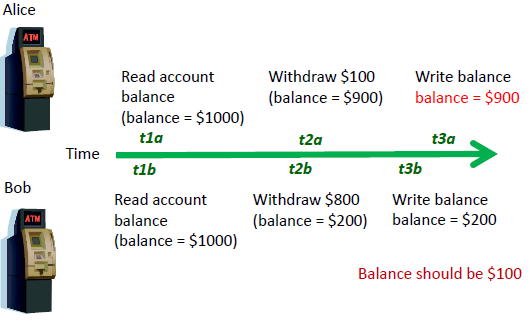 Alice
ATM
Read account
balance
(balance = $1000)
Withdraw $100
(balance = $900)
Write balance
balance = $900
t1a
t2a
t3a
Time
t1b
t2b
t3b
Bob
ATM
Read account
balance
(balance = $1000)
Withdraw $800
(balance = $200)
Write balance
balance = $200
Balance should be $100